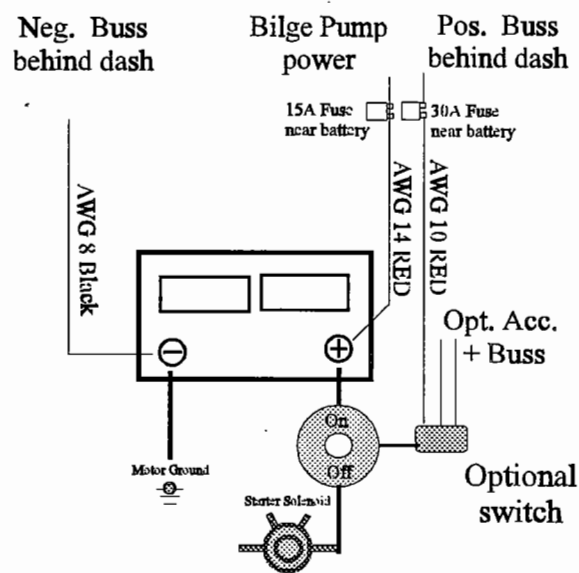 Neg. Buss
behind dash
Bilge Pump
power
Pos. Buss
behind dash
15A Fuse
near battery
30A Fuse
near battery
AWG 8 Black
AWG 14 RED
AWG 10 RED
Opt. Acc.
+ Buss
On
Off
Motor Ground
Starter Solenoid
Optional
switch